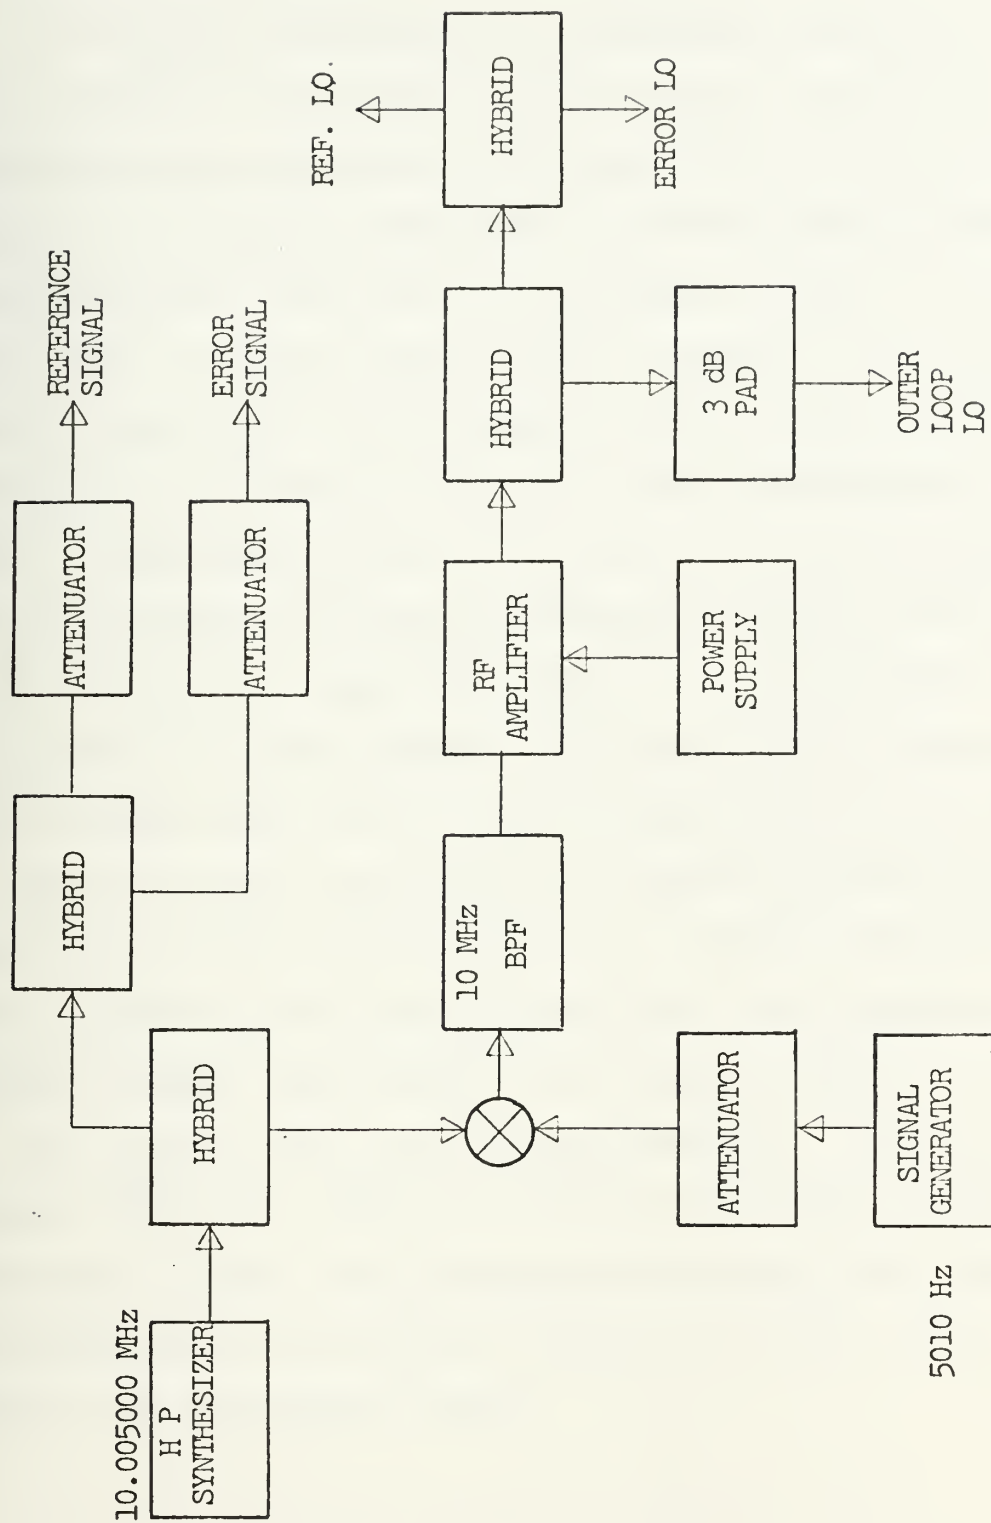 10.005000 MHz
H P
SYNTHESIZER
HYBRID
HYBRID
ATTENUATOR
REFERENCE
SIGNAL
ATTENUATOR
ERROR
SIGNAL
10 MHz
BPF
RF
AMPLIFIER
HYBRID
HYBRID
REF. LO.
ERROR LO
5010 Hz
SIGNAL
GENERATOR
ATTENUATOR
POWER
SUPPLY
3 dB
PAD
OUTER
LOOP
LO